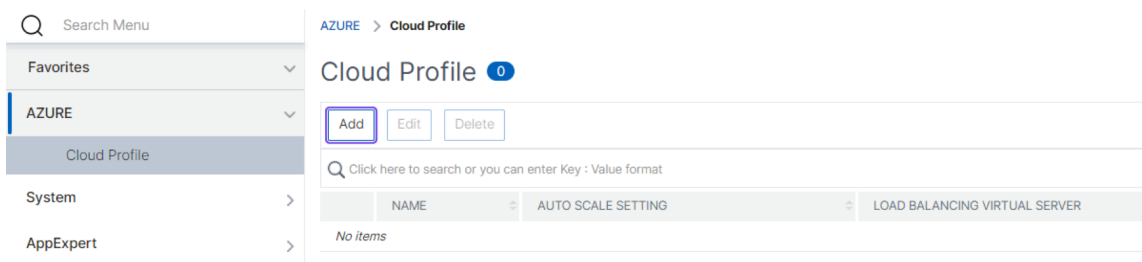 Search Menu
Favorites
AZURE
Cloud Profile
System
AppExpert
AZURE > Cloud Profile
Cloud Profile 0
Add Edit Delete
Click here to search or you can enter Key : Value format
NAME AUTO SCALE SETTING LOAD BALANCING VIRTUAL SERVER
No items